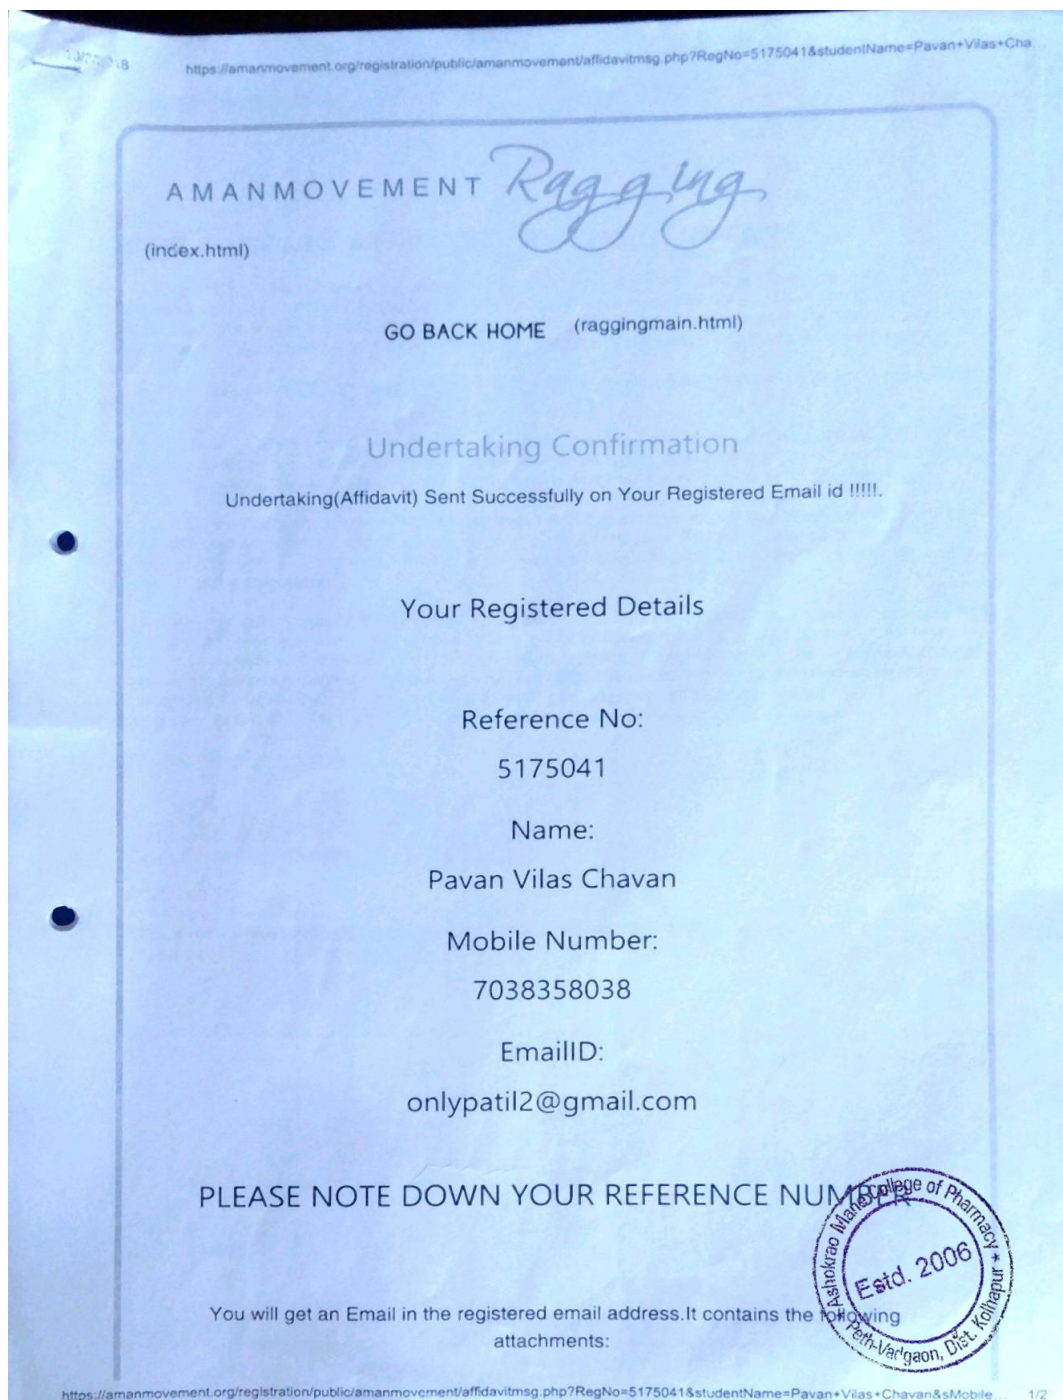 https://amanmovement.org/registration/public/amanmovement/affidavitmsg.php?RegNo=5175041&studentName=Pavan+Vilas+Cha...
AMANMOVEMENT Ragging
(index.html)
GO BACK HOME (raggingmain.html)
Undertaking Confirmation
Undertaking(Affidavit) Sent Successfully on Your Registered Email id !!!!!.
Your Registered Details
Reference No:
5175041
Name:
Pavan Vilas Chavan
Mobile Number:
7038358038
EmailID:
onlypatil2@gmail.com
PLEASE NOTE DOWN YOUR REFERENCE NUMBER
Ashokrao Mane College of Pharmacy * Peth-Vadgaon, Dist. Kolhapur *
Estd. 2006
You will get an Email in the registered email address.It contains the following
attachments:
https://amanmovement.org/registration/public/amanmovement/affidavitmsg.php?RegNo=5175041&studentName=Pavan+Vilas+Chavan&sMobile... 1/2